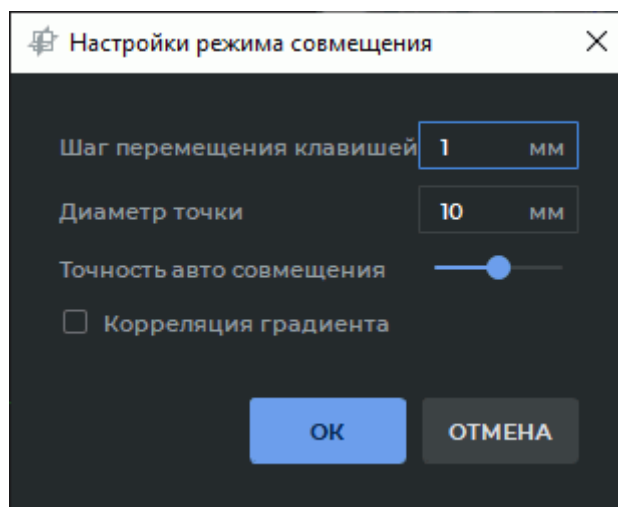 Настройки режима совмещения
Шаг перемещения клавишей 1 мм
Диаметр точки 10 мм
Точность авто совмещения
Корреляция градиента
ОК ОТМЕНА